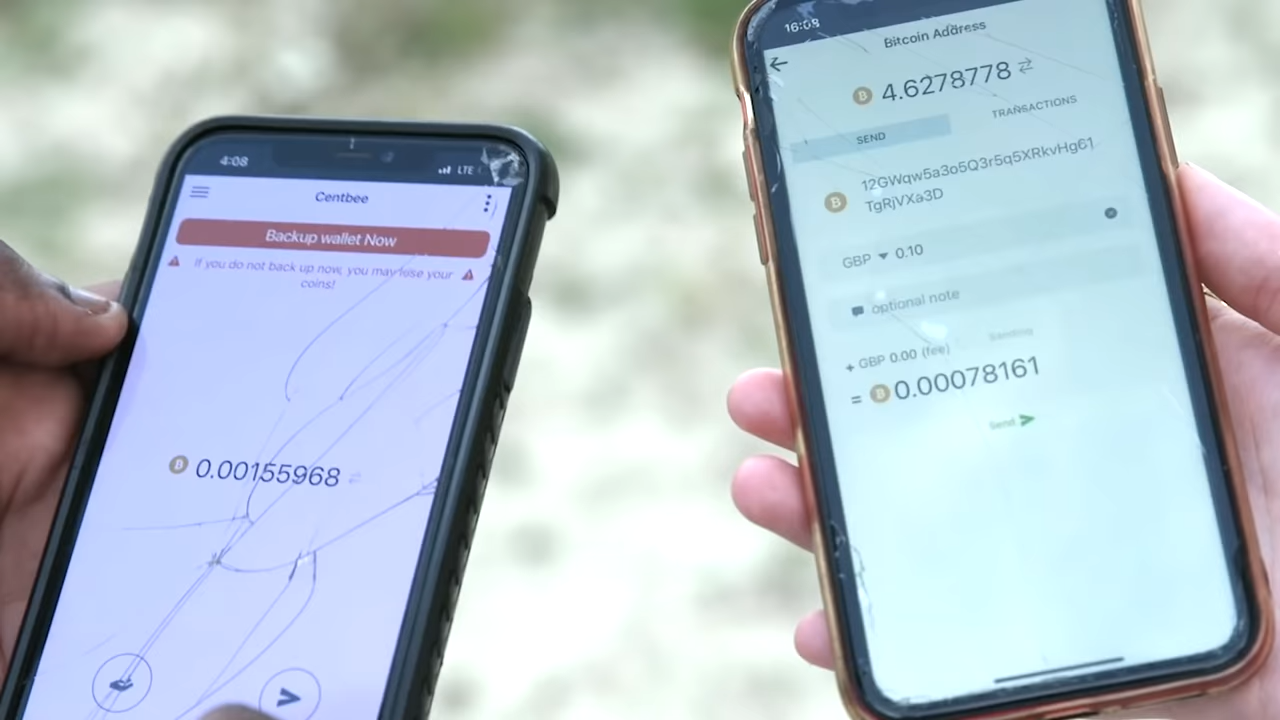 4:08
LTE
Centbee
Backup wallet Now
If you do not back up now, you may lose your
coins!
0.00155968
16:08
Bitcoin Address
4.6278778
SEND
TRANSACTIONS
12GWqw5a3o5Q3r5q5XRkvHg61
TgRjVXa3D
GBP 0.10
optional note
Sending
+ GBP 0.00 (fee)
= 0.00078161
Send